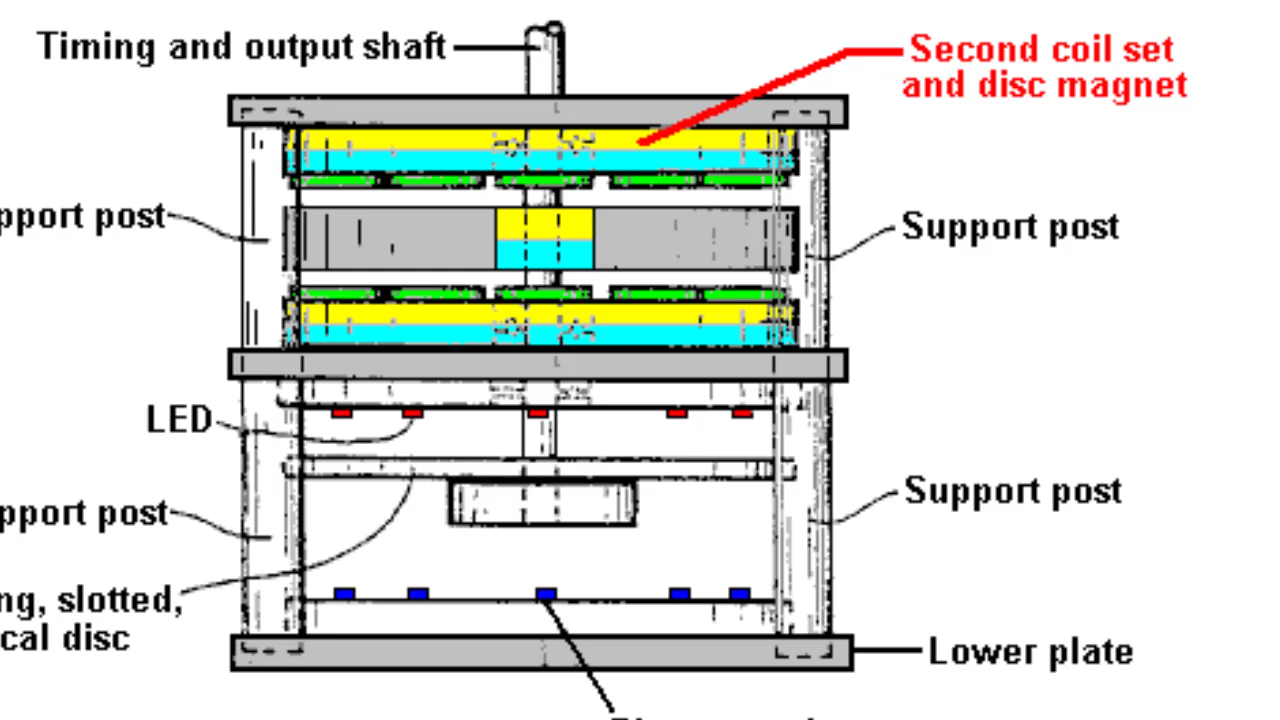 Timing and output shaft
Second coil set
and disc magnet
pport post
Support post
LED
Support post
pport post
ng, slotted,
cal disc
Lower plate